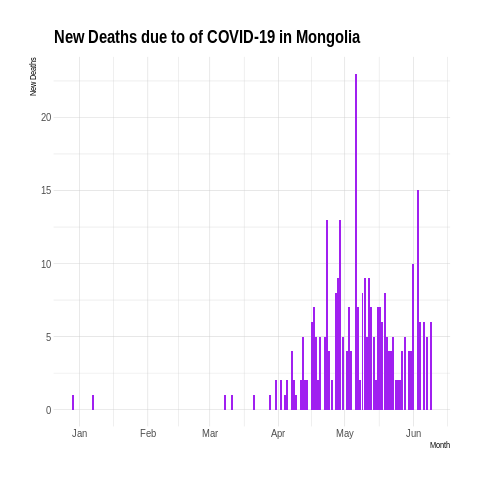 New Deaths due to of COVID-19 in Mongolia
New Deaths
20
15
10
5
0
Jan Feb Mar Apr May Jun
Month